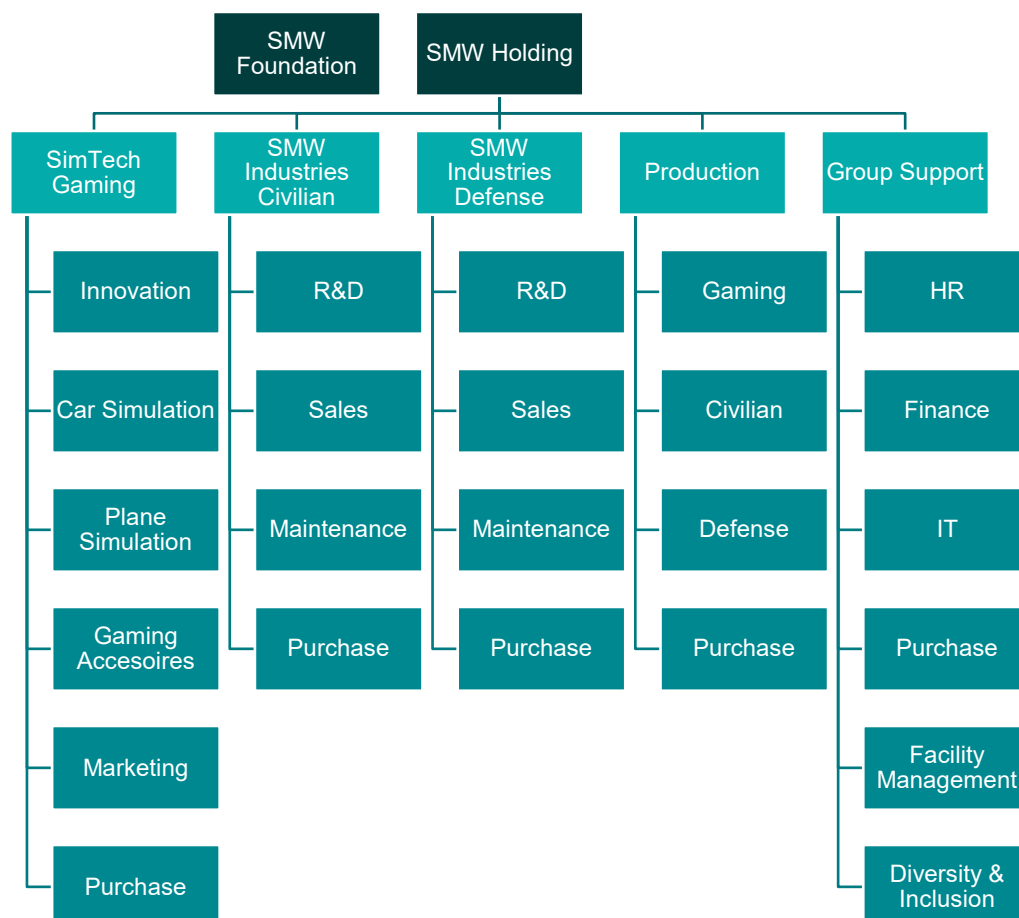 SMW
Foundation
SMW Holding
SimTech
Gaming
SMW
Industries
Civilian
SMW
Industries
Defense
Production
Group Support
Innovation
Car Simulation
Plane
Simulation
Gaming
Accesoires
Marketing
Purchase
R&D
Sales
Maintenance
Purchase
R&D
Sales
Maintenance
Purchase
Gaming
Civilian
Defense
Purchase
HR
Finance
IT
Purchase
Facility
Management
Diversity &
Inclusion